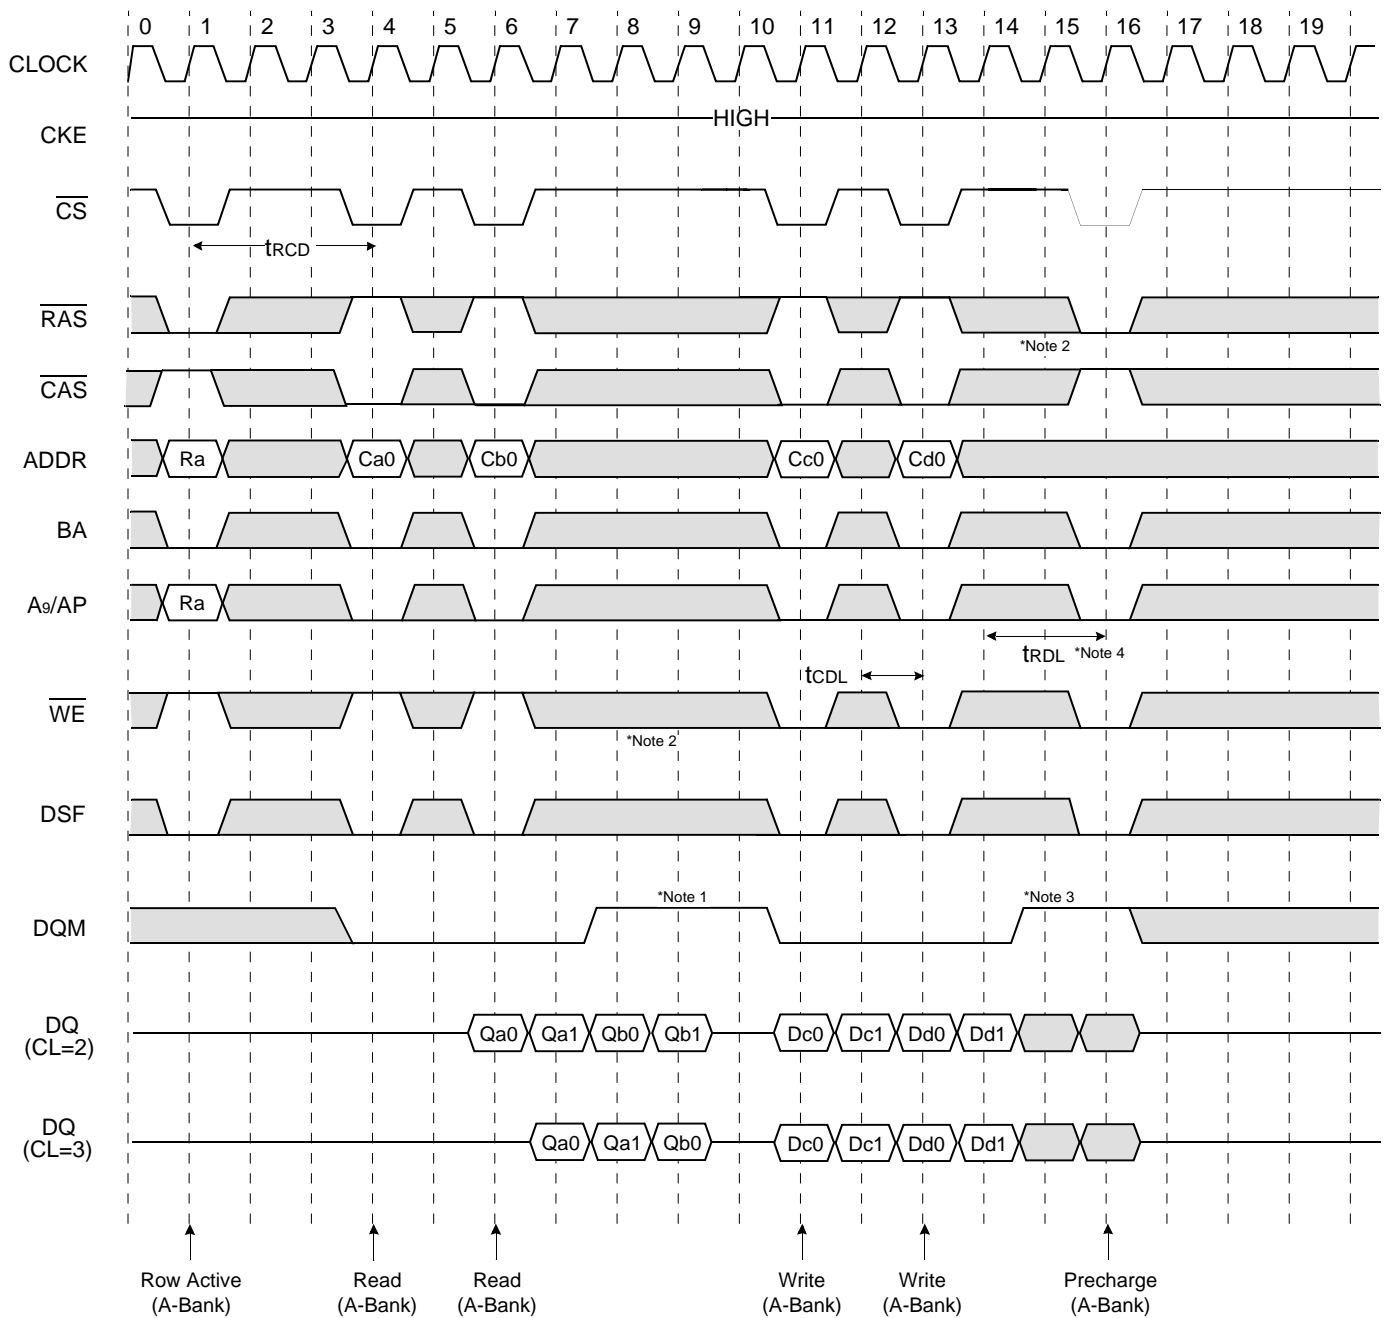 0 1 2 3 4 5 6 7 8 9 10 11 12 13 14 15 16 17 18 19
CLOCK
CKE
HIGH
CS
tRCD
RAS
*Note 2
CAS
ADDR
Ra Ca0 Cb0 Cc0 Cd0
BA
A9/AP
Ra
tRDL *Note 4
tCDL
WE
*Note 2
DSF
*Note 1 *Note 3
DQM
DQ
(CL=2)
Qa0 Qa1 Qb0 Qb1 Dc0 Dc1 Dd0 Dd1
DQ
(CL=3)
Qa0 Qa1 Qb0 Dc0 Dc1 Dd0 Dd1
Row Active Read Read Write Write Precharge
(A-Bank) (A-Bank) (A-Bank) (A-Bank) (A-Bank) (A-Bank)